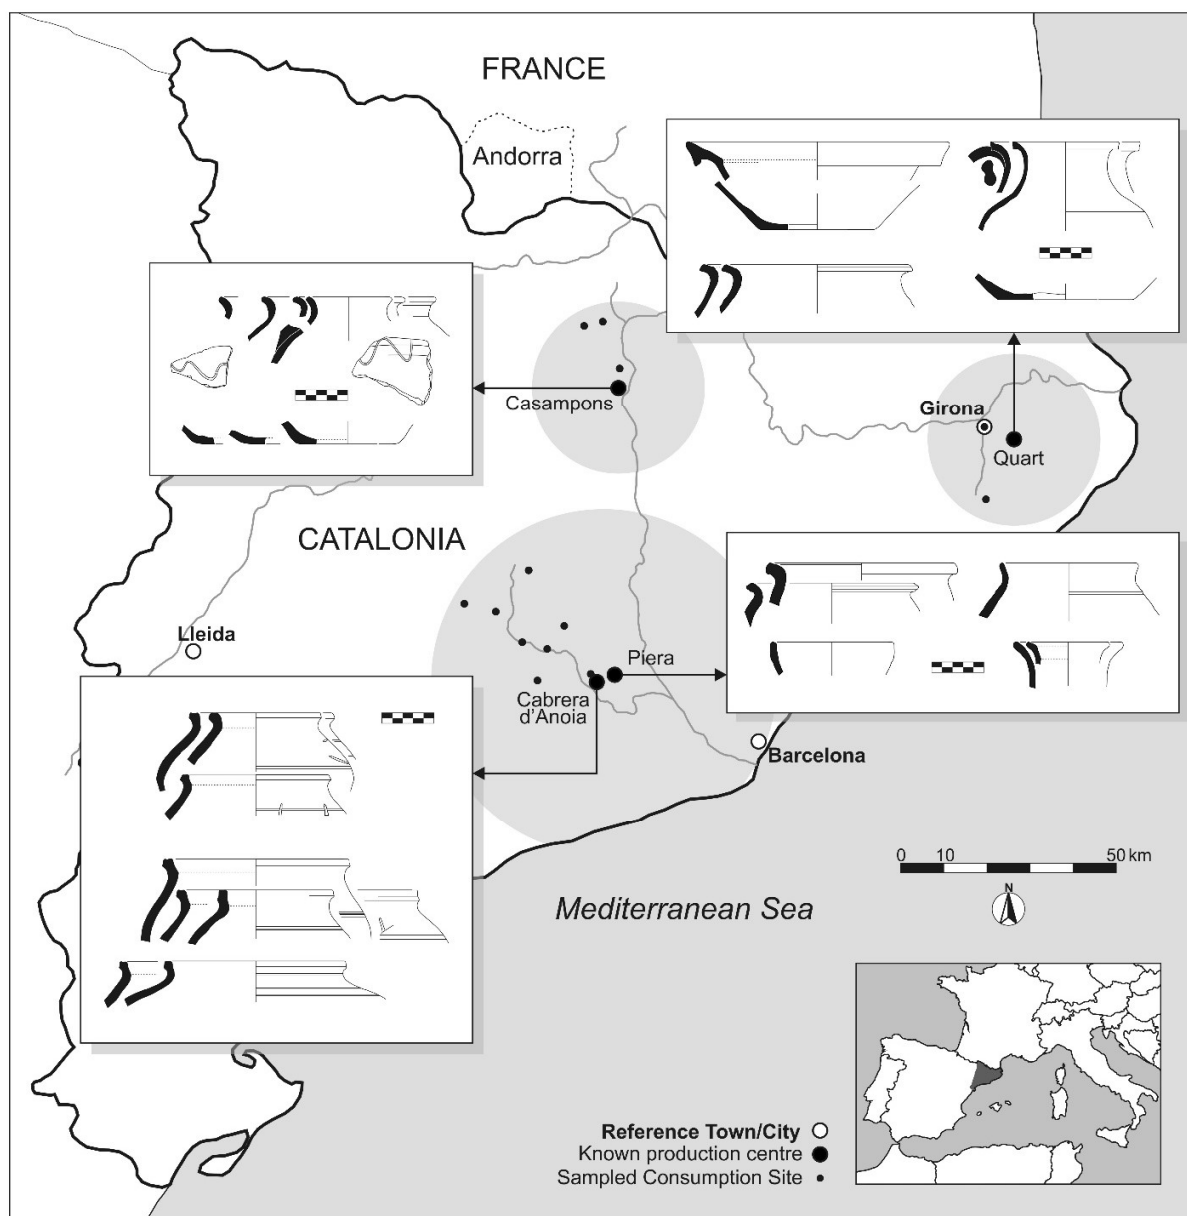 FRANCE
Andorra
Casampons
Girona
Quart
CATALONIA
Lleida
Piera
Cabrera
d'Anoia
Barcelona
0 10 50 km
N
Mediterranean Sea
Reference Town/City
Known production centre
Sampled Consumption Site